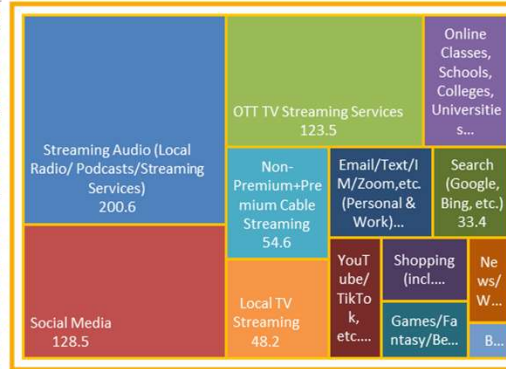 Streaming Audio (Local
Radio/ Podcasts/Streaming
Services)
200.6
Social Media
128.5
OTT TV Streaming Services
123.5
Non-
Premium+Pre
mium Cable
Streaming
54.6
Local TV
Streaming
48.2
Online
Classes,
Schools,
Colleges,
Universitie
s...
Email/Text/I
M/Zoom,etc.
(Personal &
Work)...
Search
(Google,
Bing, etc.)
33.4
YouT
ube/
TikTo
k,
etc....
Shopping
(incl....
Games/Fa
ntasy/Be...
Ne
ws/
W...
B...